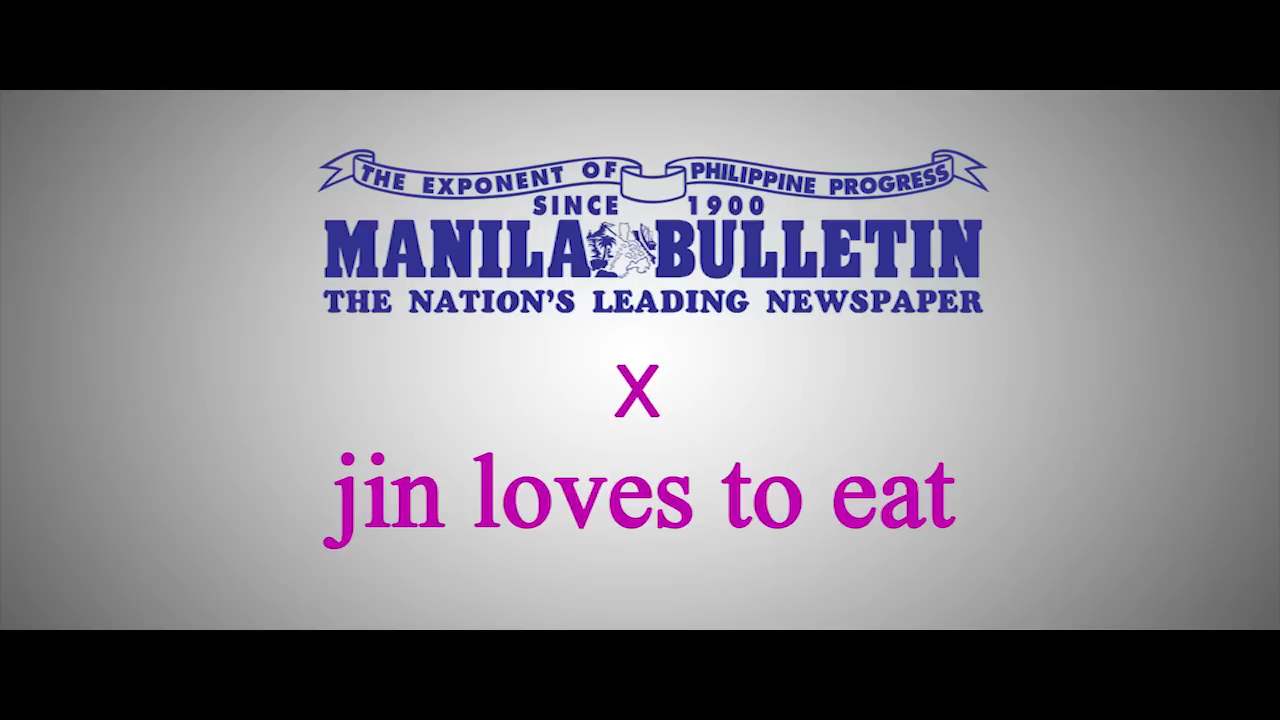 THE EXPONENT OF PHILIPPINE PROGRESS
SINCE 1900
MANILA BULLETIN
THE NATION'S LEADING NEWSPAPER
X
jin loves to eat